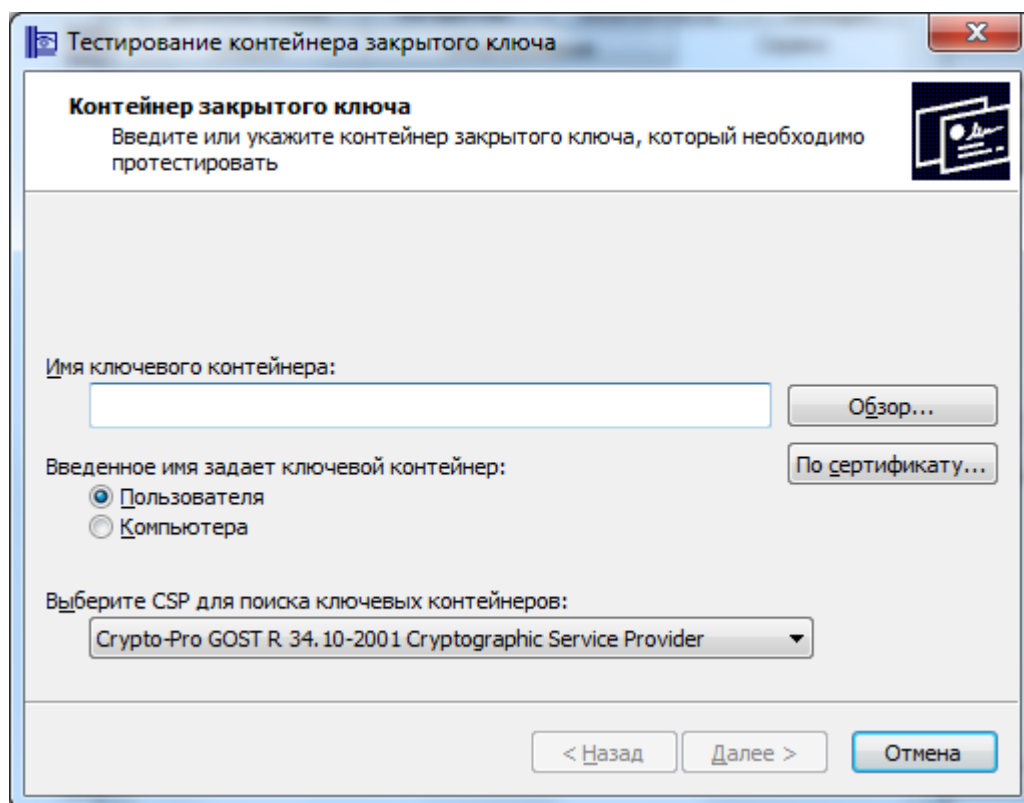 Тестирование контейнера закрытого ключа
Контейнер закрытого ключа
Введите или укажите контейнер закрытого ключа, который необходимо
протестировать
Имя ключевого контейнера:
Обзор...
Введенное имя задает ключевой контейнер:
По сертификату...
Пользователя
Компьютера
Выберите CSP для поиска ключевых контейнеров:
Crypto-Pro GOST R 34.10-2001 Cryptographic Service Provider
< Назад
Далее >
Отмена